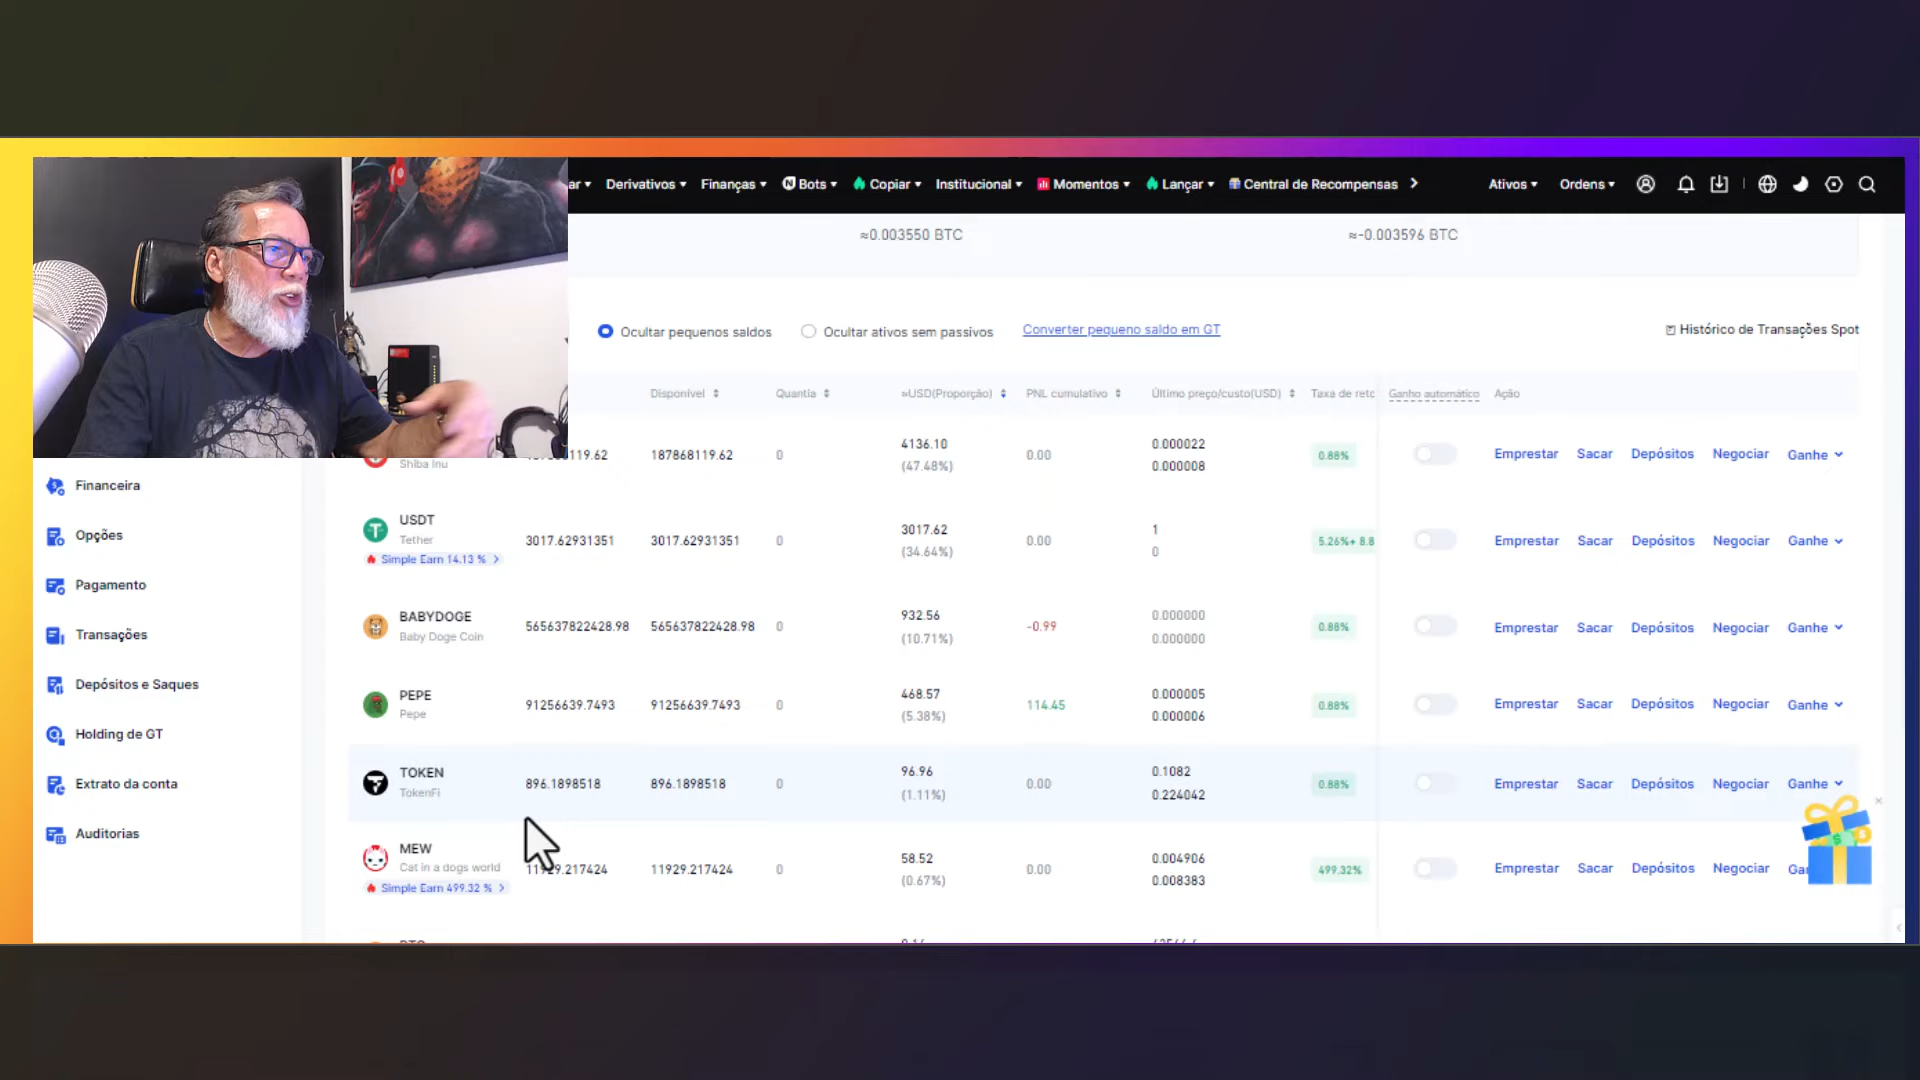 Derivativos Finanças Bots Copiar Institucional Momentos Lançar Central de Recompensas Ativos Ordens
≈0.003550 BTC ≈-0.003596 BTC
Ocultar pequenos saldos Ocultar ativos sem passivos Converter pequeno saldo em GT Histórico de Transações Spot
Disponível Quantia ≈USD(Proporção) PNL cumulativo Último preço/custo(USD) Taxa de retc Ganho automático Ação
Shiba Inu 119.62 187868119.62 0 4136.10 (47.48%) 0.00 0.000022 0.000008 0.88% Emprestar Sacar Depósitos Negociar Ganhe
USDT Tether 3017.62931351 3017.62931351 0 3017.62 (34.64%) 0.00 1 0 5.26%+ 8.8 Emprestar Sacar Depósitos Negociar Ganhe
Simple Earn 14.13 %
BABYDOGE Baby Doge Coin 565637822428.98 565637822428.98 0 932.56 (10.71%) -0.99 0.000000 0.000000 0.88% Emprestar Sacar Depósitos Negociar Ganhe
PEPE Pepe 91256639.7493 91256639.7493 0 468.57 (5.38%) 114.45 0.000005 0.000006 0.88% Emprestar Sacar Depósitos Negociar Ganhe
TOKEN TokenFi 896.1898518 896.1898518 0 96.96 (1.11%) 0.00 0.1082 0.224042 0.88% Emprestar Sacar Depósitos Negociar Ganhe
MEW Cat in a dogs world 11929.217424 11929.217424 0 58.52 (0.67%) 0.00 0.004906 0.008383 499.32% Emprestar Sacar Depósitos Negociar
Simple Earn 499.32 %
Financeira
Opções
Pagamento
Transações
Depósitos e Saques
Holding de GT
Extrato da conta
Auditorias